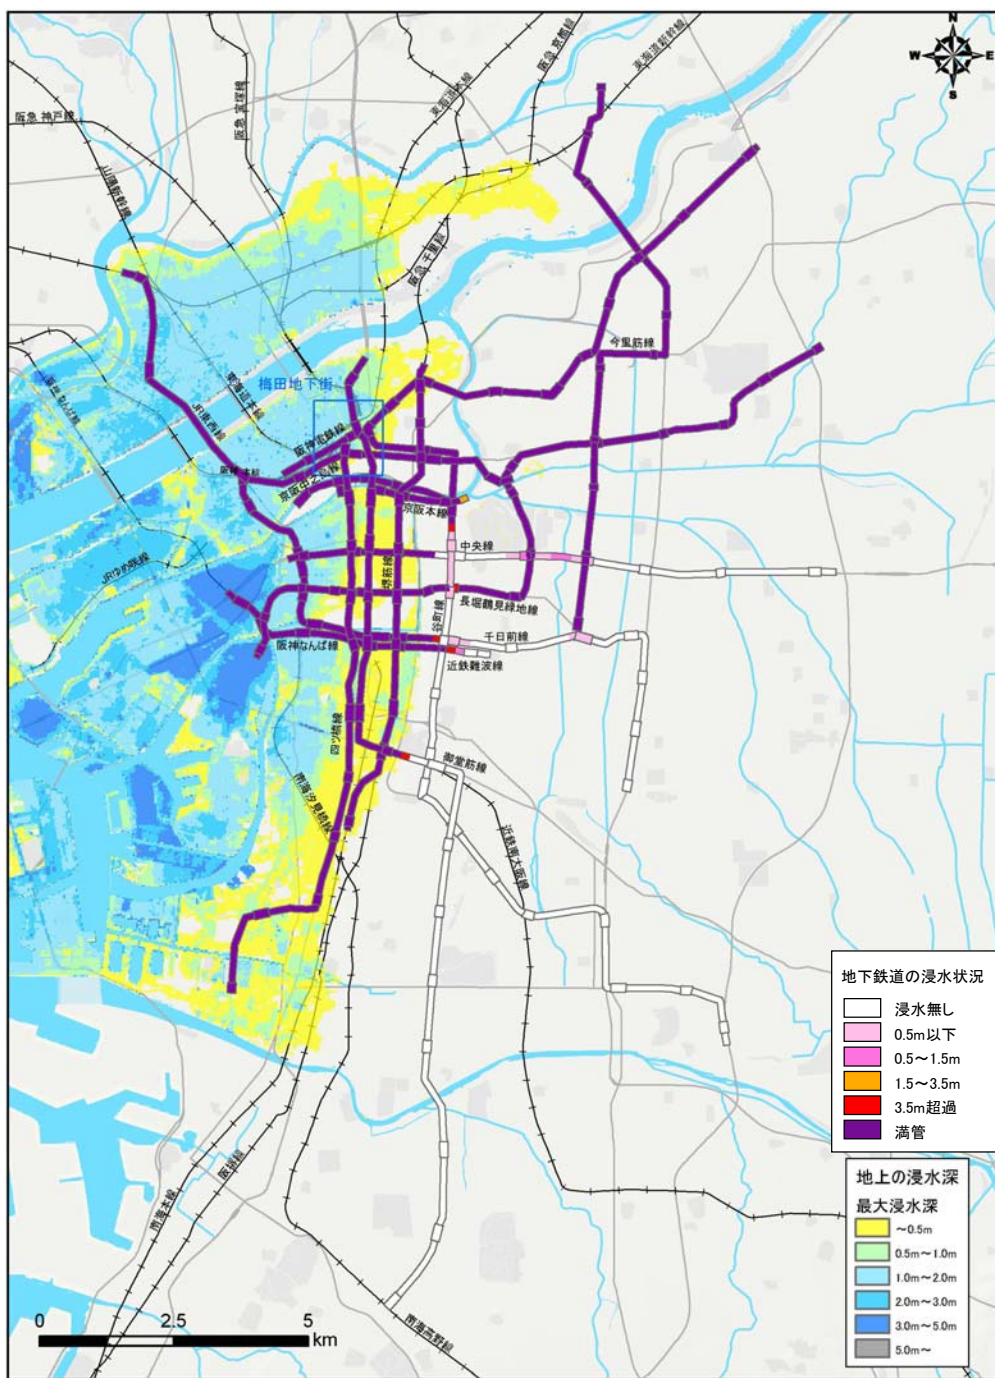 N
W
E
S
阪急 京都線
東海道新幹線
東海道本線
阪急 宝塚線
阪急 神戸線
山陽新幹線
阪急 千里線
今里筋線
梅田地下街
東海道本線
阪神なんば線
JR東西線
阪神電鉄線
阪神 本線
京阪中之島線
京阪本線
中央線
JRゆめ咲線
堺筋線
谷町線
長堀鶴見緑地線
千日前線
阪神なんば線
近鉄難波線
四ツ橋線
御堂筋線
南海汐見橋線
近鉄南大阪線
地下鉄道の浸水状況
浸水無し
0.5m以下
0.5~1.5m
1.5~3.5m
3.5m超過
満管
地上の浸水深
最大浸水深
~0.5m
0.5m~1.0m
1.0m~2.0m
2.0m~3.0m
3.0m~5.0m
5.0m~
阪堺線
南海本線
南海高野線
0 2.5 5
km